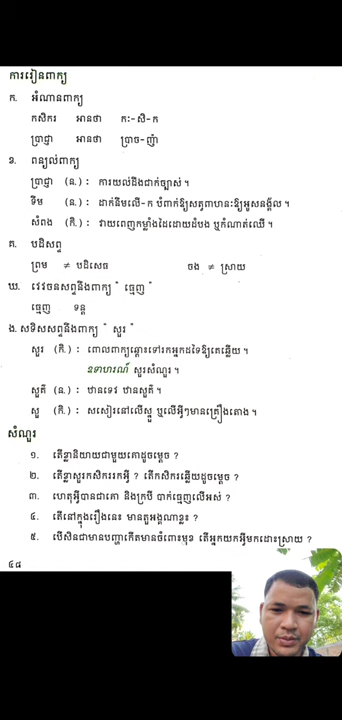 ការរៀនពាក្យ
ក. អំណានពាក្យ
កសិករ អានថា ក:-សិ-ក
ប្រាជ្ញា អានថា ប្រាច-ញ៉ា
ខ. ពន្យល់ពាក្យ
ប្រាជ្ញា (ន.) : ការយល់ដឹងជាក់ច្បាស់ ។
ទឹម (ន.) : ដាក់នឹមលើ-ក បំពាក់ឱ្យសត្វពាហនៈឱ្យអូសនង្គ័ល ។
សំពង (កិ.) : វាយពេញកម្លាំងដៃដោយដំបង ឬកំណាត់ឈើ ។
គ. បដិសព្ទ
ព្រម ≠ បដិសេធ ចង ≠ ស្រាយ
ឃ. វេវចនសព្ទនឹងពាក្យ " ធ្មេញ "
ធ្មេញ ទន្ត
ង. សទិសសព្ទនឹងពាក្យ " សួរ "
សួរ (កិ.) : ពោលពាក្យឆ្ពោះទៅរកអ្នកដទៃឱ្យគេឆ្លើយ ។
ឧទាហរណ៍ សួរសំណួរ ។
សួគ៌ (ន.) : ឋានទេវ ឋានសួគ៌ ។
សួ (កិ.) : សសៀរនៅលើស្នួ ឬលើអ្វីៗមានគ្រឿងតោង ។
សំណួរ
១. តើខ្លានិយាយជាមួយគោដូចម្ដេច ?
២. តើខ្លាសួរកសិកររកអ្វី ? តើកសិករឆ្លើយដូចម្ដេច ?
៣. ហេតុអ្វីបានជាគោ និងក្របី បាក់ធ្មេញលើអស់ ?
៤. តើនៅក្នុងរឿងនេះ មានតួអង្គណាខ្លះ ?
៥. បើសិនជាមានបញ្ហាកើតមានចំពោះមុខ តើអ្នកយកអ្វីមកដោះស្រាយ ?
៤៨